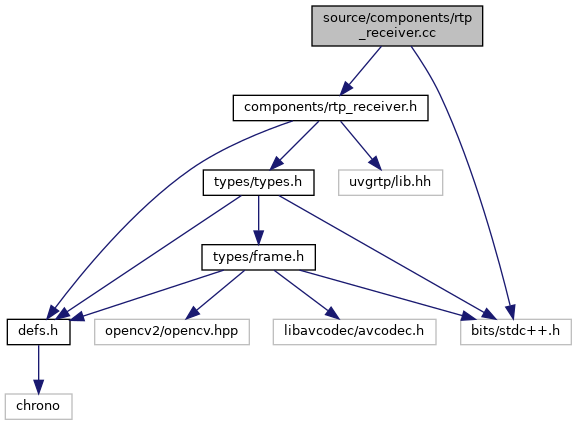 source/components/rtp
_receiver.cc
components/rtp_receiver.h
types/types.h
uvgrtp/lib.hh
types/frame.h
defs.h
opencv2/opencv.hpp
libavcodec/avcodec.h
bits/stdc++.h
chrono